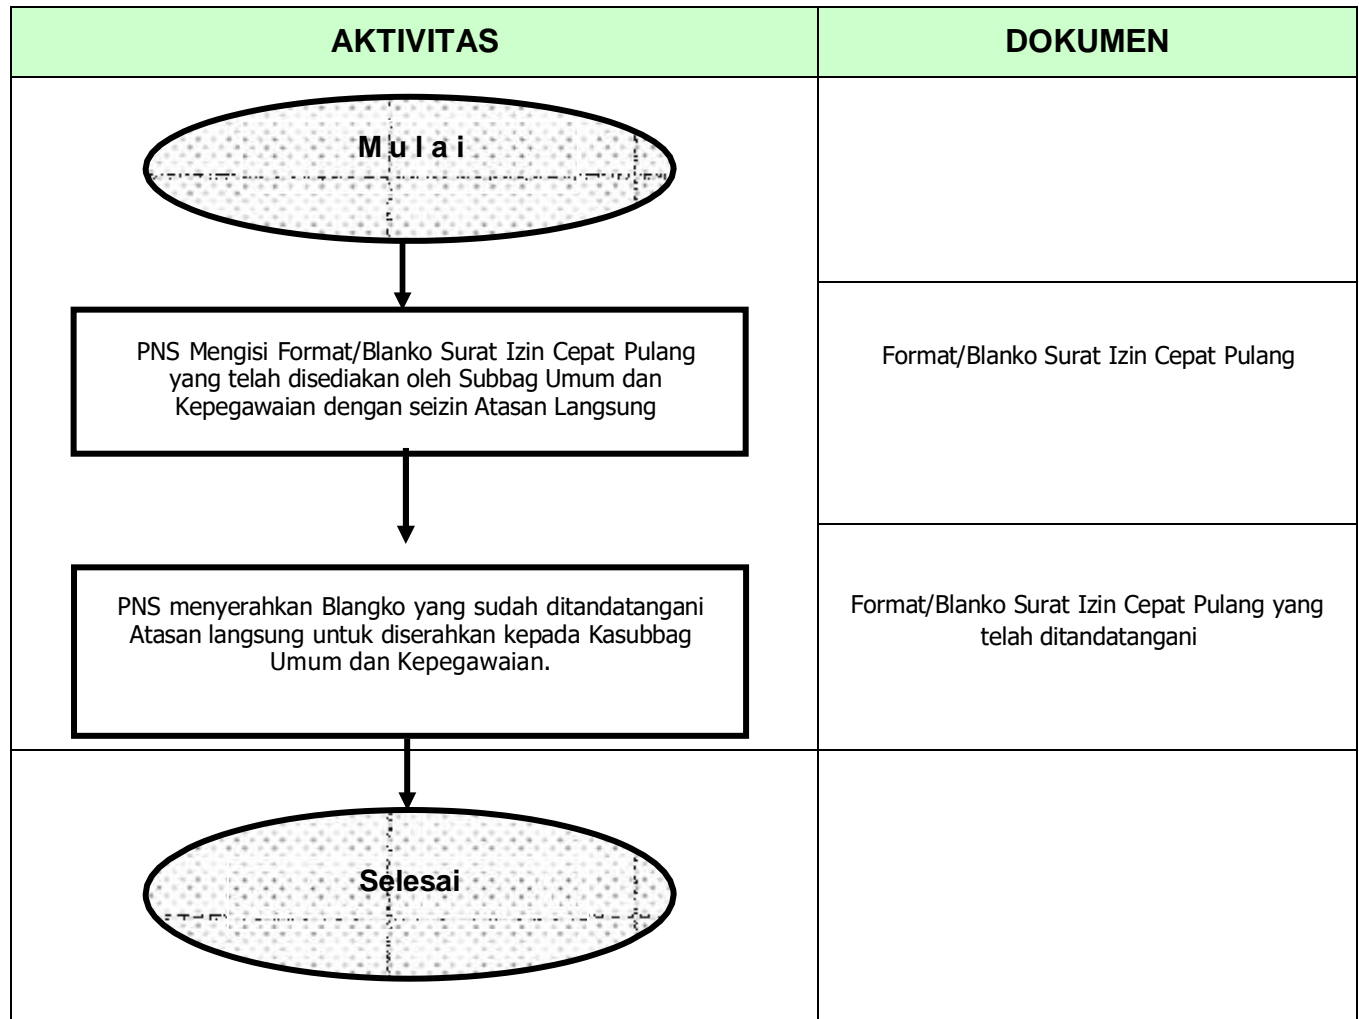 AKTIVITAS
DOKUMEN
M u l a i
PNS Mengisi Format/Blanko Surat Izin Cepat Pulang
yang telah disediakan oleh Subbag Umum dan
Kepegawaian dengan seizin Atasan Langsung
Format/Blanko Surat Izin Cepat Pulang
PNS menyerahkan Blangko yang sudah ditandatangani
Atasan langsung untuk diserahkan kepada Kasubbag
Umum dan Kepegawaian.
Format/Blanko Surat Izin Cepat Pulang yang
telah ditandatangani
Selesai